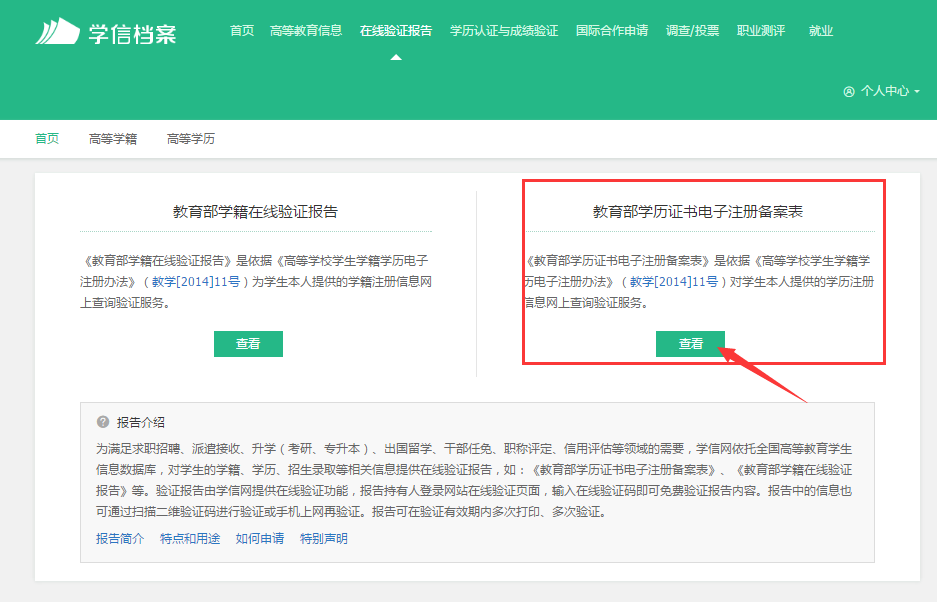 学信档案
首页 高等教育信息 在线验证报告 学历认证与成绩验证 国际合作申请 调查/投票 职业测评 就业
个人中心
首页 高等学籍 高等学历
教育部学籍在线验证报告
《教育部学籍在线验证报告》是依据《高等学校学生学籍学历电子
注册办法》（教学[2014]11号）为学生本人提供的学籍注册信息网
上查询验证服务。
查看
教育部学历证书电子注册备案表
《教育部学历证书电子注册备案表》是依据《高等学校学生学籍学
历电子注册办法》（教学[2014]11号）对学生本人提供的学历注册
信息网上查询验证服务。
查看
? 报告介绍
为满足求职招聘、派遣接收、升学（考研、专升本）、出国留学、干部任免、职称评定、信用评估等领域的需要，学信网依托全国高等教育学生
信息数据库，对学生的学籍、学历、招生录取等相关信息提供在线验证报告，如：《教育部学历证书电子注册备案表》、《教育部学籍在线验证
报告》等。验证报告由学信网提供在线验证功能，报告持有人登录网站在线验证页面，输入在线验证码即可免费验证报告内容。报告中的信息也
可通过扫描二维验证码进行验证或手机上网再验证。报告可在验证有效期内多次打印、多次验证。
报告简介 特点和用途 如何申请 特别声明